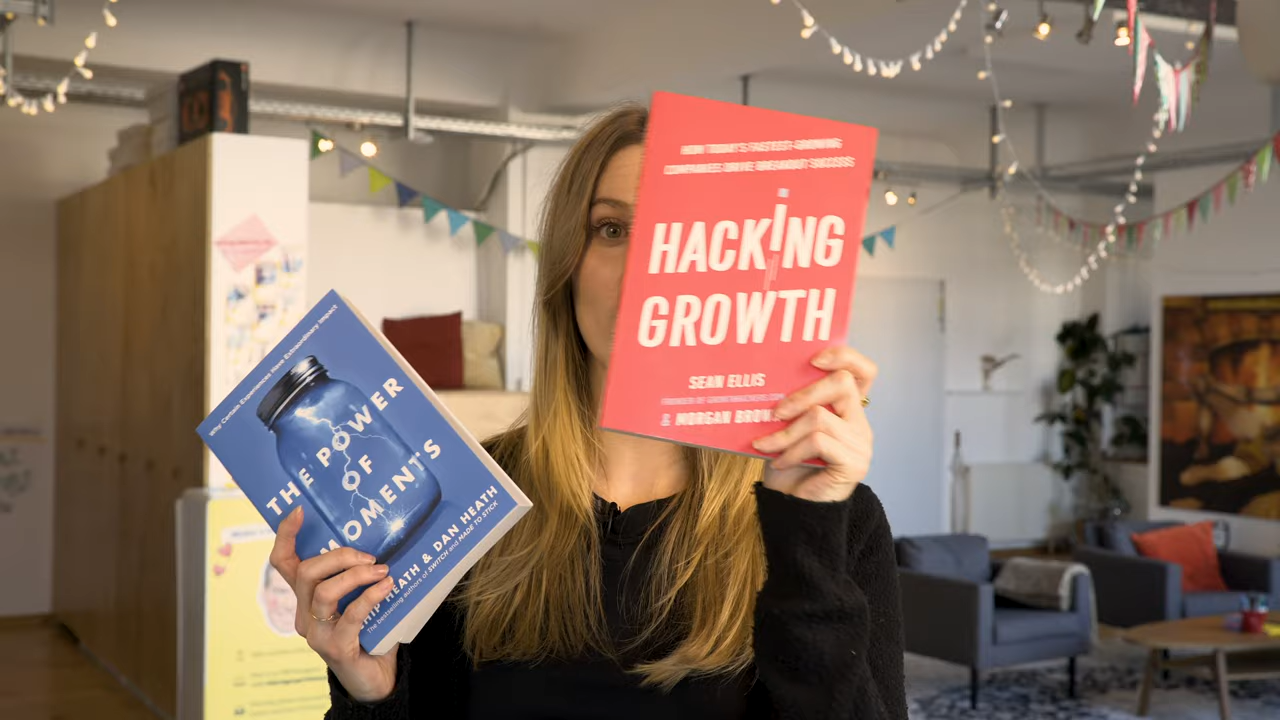 Why Certain Experiences Have Extraordinary Impact
THE POWER
OF
MOMENTS
CHIP HEATH & DAN HEATH
The bestselling authors of SWITCH and MADE TO STICK
HOW TODAY'S FASTEST-GROWING
COMPANIES DRIVE BREAKOUT SUCCESS
HACKING
GROWTH
SEAN ELLIS
FOUNDER OF GROWTHHACKERS.COM
& MORGAN BROWN